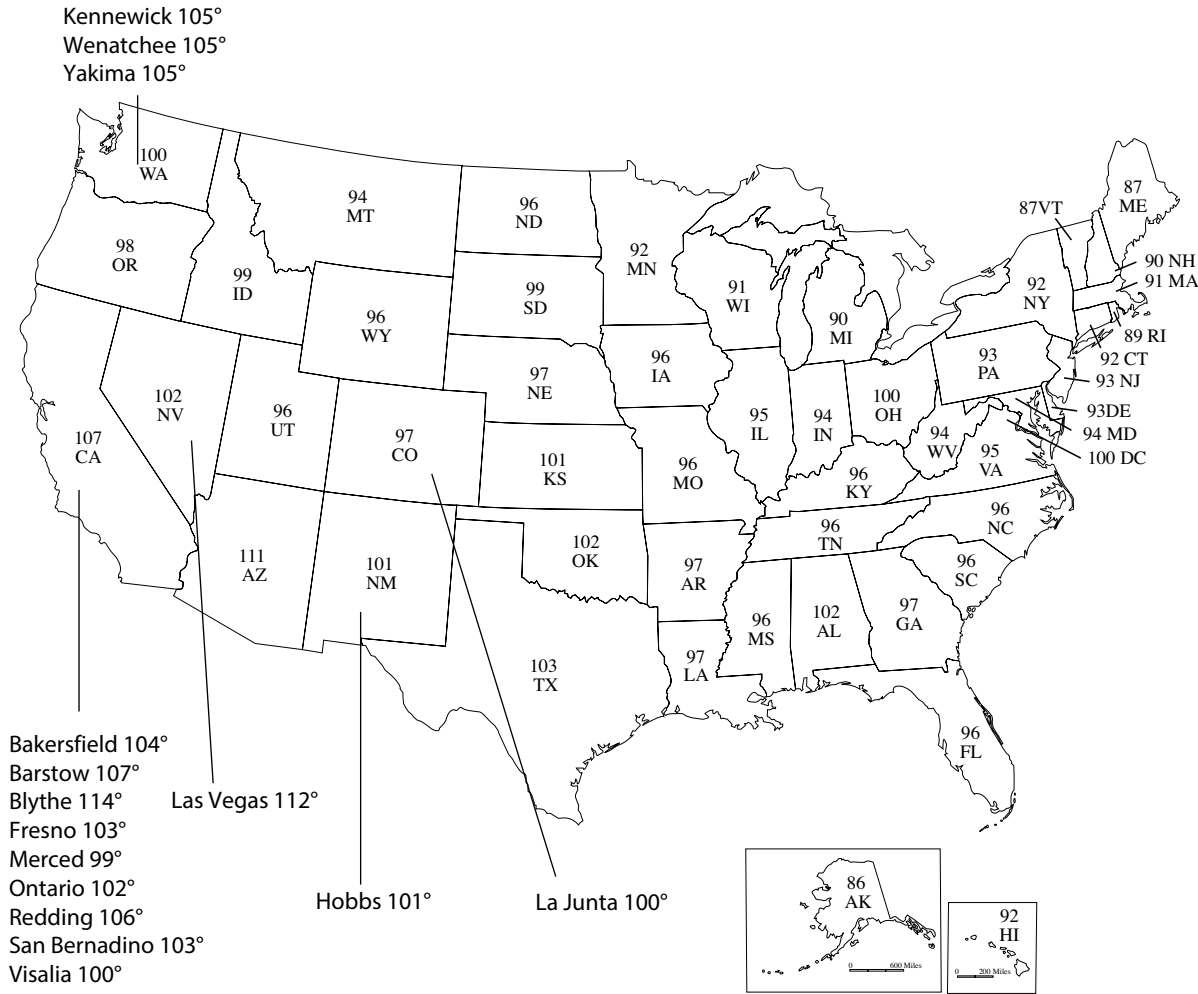 Kennewick 105°
Wenatchee 105°
Yakima 105°
100
WA
94
MT
96
ND
92
MN
87
ME
87VT
98
OR
99
ID
99
SD
91
WI
92
NY
90 NH
91 MA
96
WY
90
MI
89 RI
92 CT
93 NJ
96
IA
93
PA
97
NE
102
NV
96
UT
107
CA
97
CO
95
IL
94
IN
100
OH
93DE
94 MD
100 DC
94
WV
95
VA
101
KS
96
MO
96
KY
96
NC
96
TN
111
AZ
101
NM
102
OK
97
AR
96
SC
96
MS
102
AL
97
GA
103
TX
97
LA
96
FL
Bakersfield 104°
Barstow 107°
Blythe 114°
Fresno 103°
Merced 99°
Ontario 102°
Redding 106°
San Bernadino 103°
Visalia 100°
Las Vegas 112°
Hobbs 101°
La Junta 100°
86
AK
0 600 Miles
92
HI
0 200 Miles